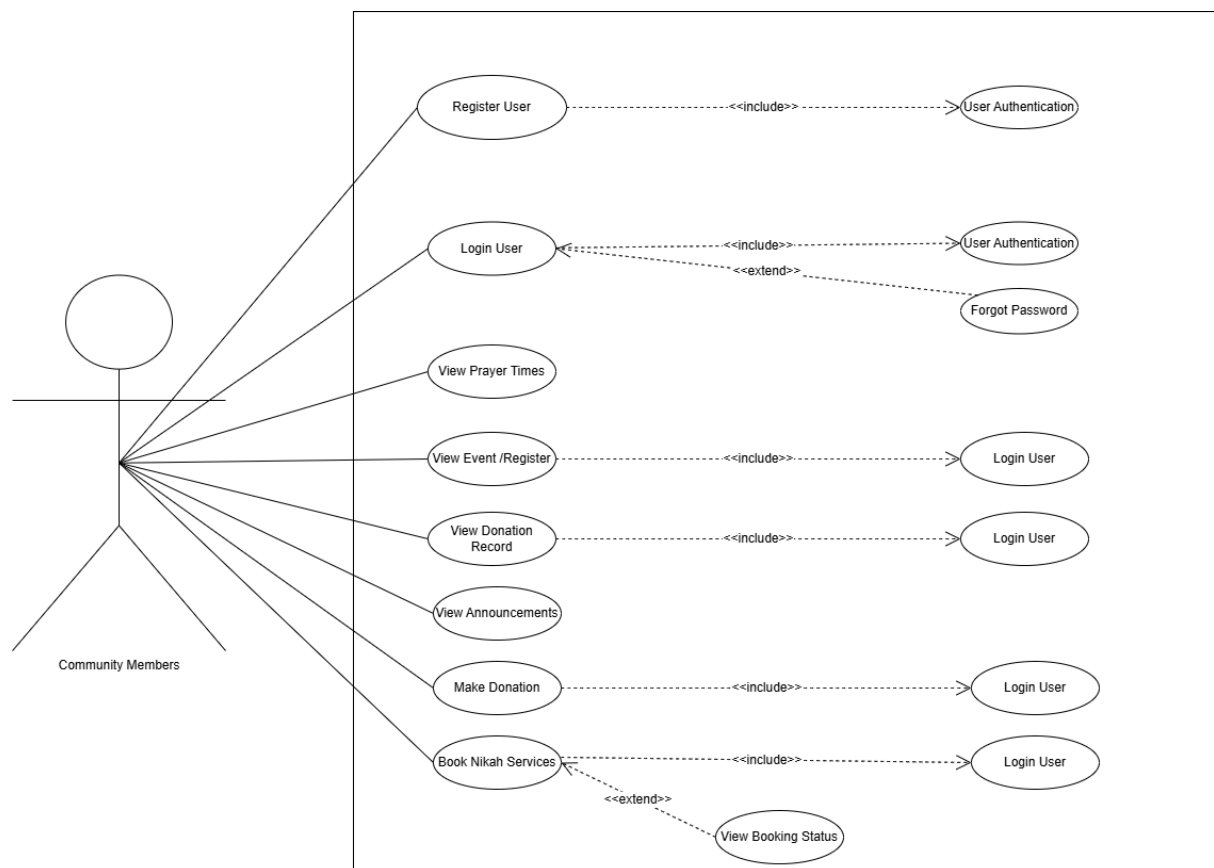 Register User
<<include>>
User Authentication
Login User
<<include>>
User Authentication
<<extend>>
Forgot Password
View Prayer Times
View Event /Register
<<include>>
Login User
View Donation
Record
<<include>>
Login User
View Announcements
Community Members
Make Donation
<<include>>
Login User
Book Nikah Services
<<include>>
Login User
<<extend>>
View Booking Status